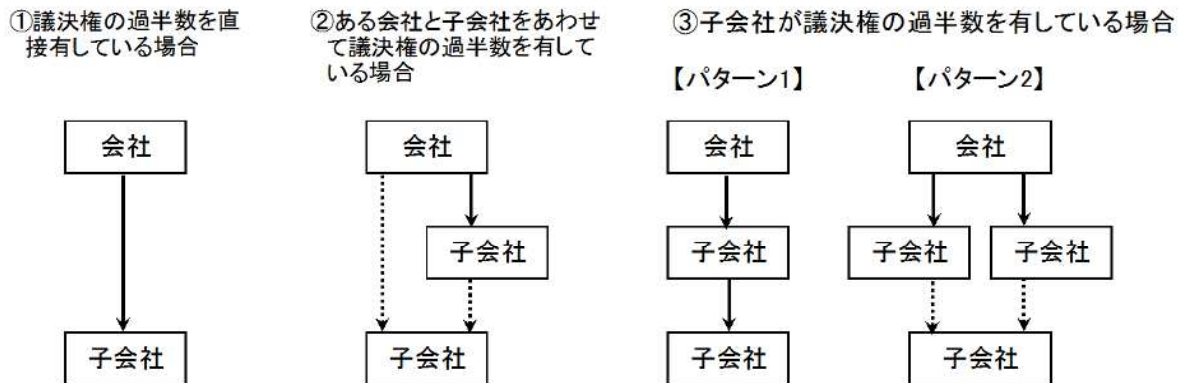 ①議決権の過半数を直
接有している場合
②ある会社と子会社をあわせ
て議決権の過半数を有して
いる場合
③子会社が議決権の過半数を有している場合
【パターン1】
【パターン2】
会社
会社
会社
会社
子会社
子会社
子会社
子会社
子会社
子会社
子会社
子会社